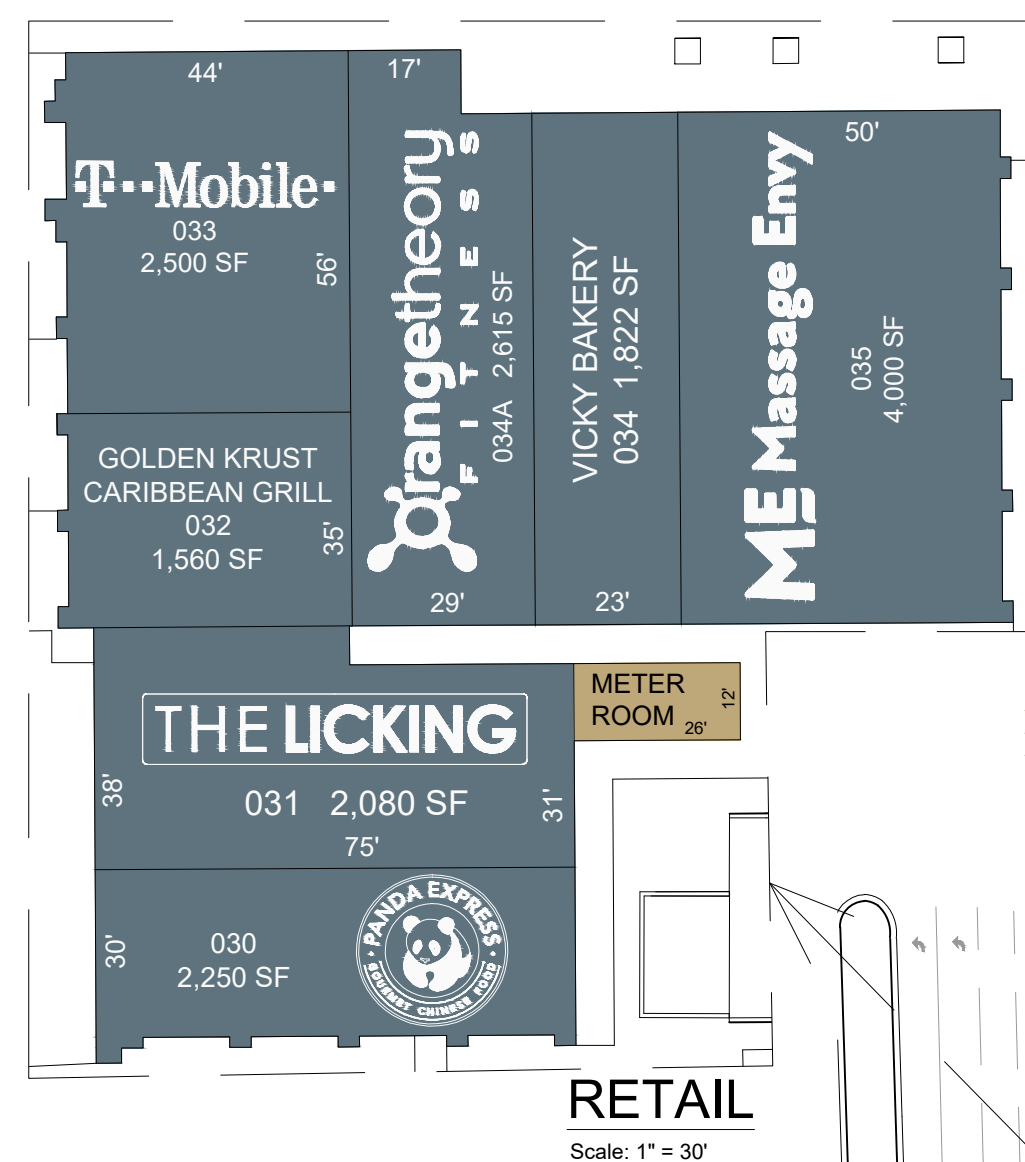 44'
T··Mobile·
033
2,500 SF
56'
17'
Orangetheory
FITNESS
034A 2,615 SF
29'
VICKY BAKERY
034 1,822 SF
23'
50'
ME Massage Envy
035
4,000 SF
GOLDEN KRUST
CARIBBEAN GRILL
032
1,560 SF
35'
THE LICKING
38'
031 2,080 SF
31'
75'
METER
ROOM
26'
12'
30'
030
2,250 SF
PANDA EXPRESS
GOURMET CHINESE FOOD
RETAIL
Scale: 1" = 30'